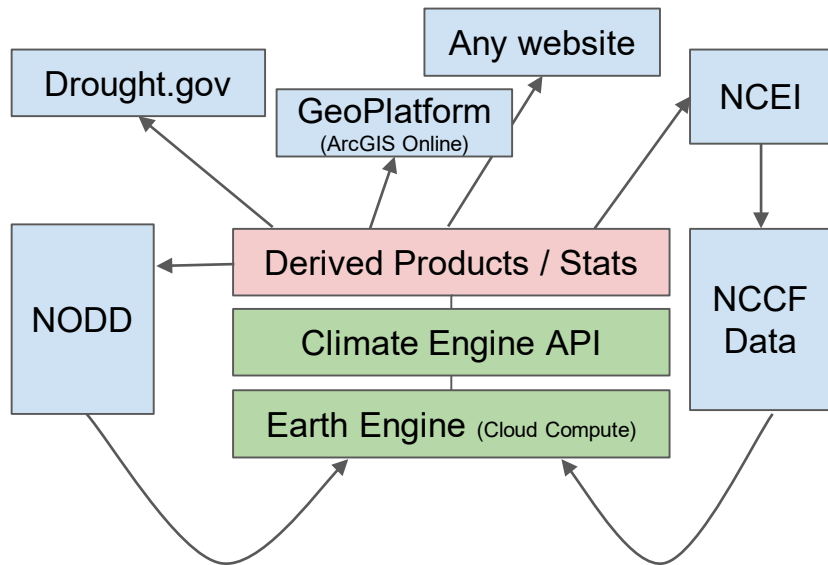 Any website
Drought.gov
NCEI
GeoPlatform
(ArcGIS Online)
Derived Products / Stats
NODD
NCCF
Data
Climate Engine API
Earth Engine (Cloud Compute)